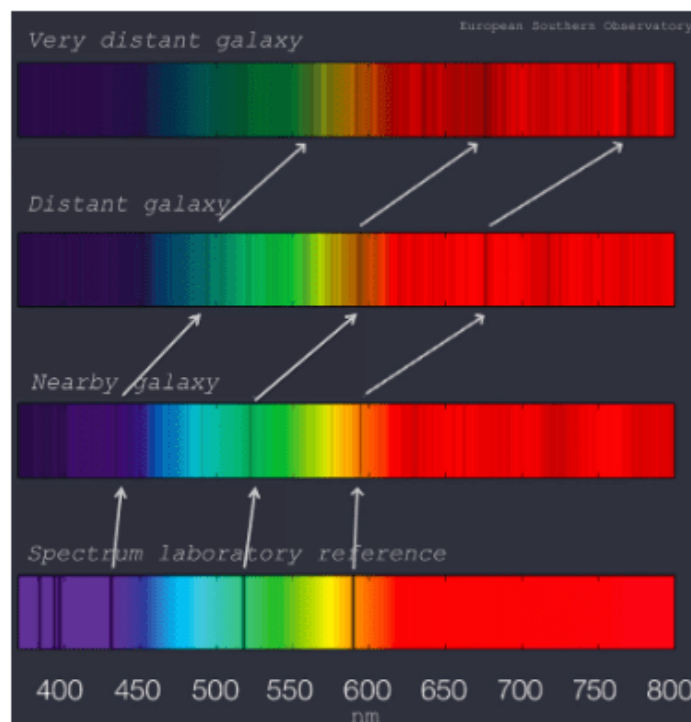 European Southern Observatory
Very distant galaxy
Distant galaxy
Nearby galaxy
Spectrum laboratory reference
400 450 500 550 600 650 700 750 800
nm